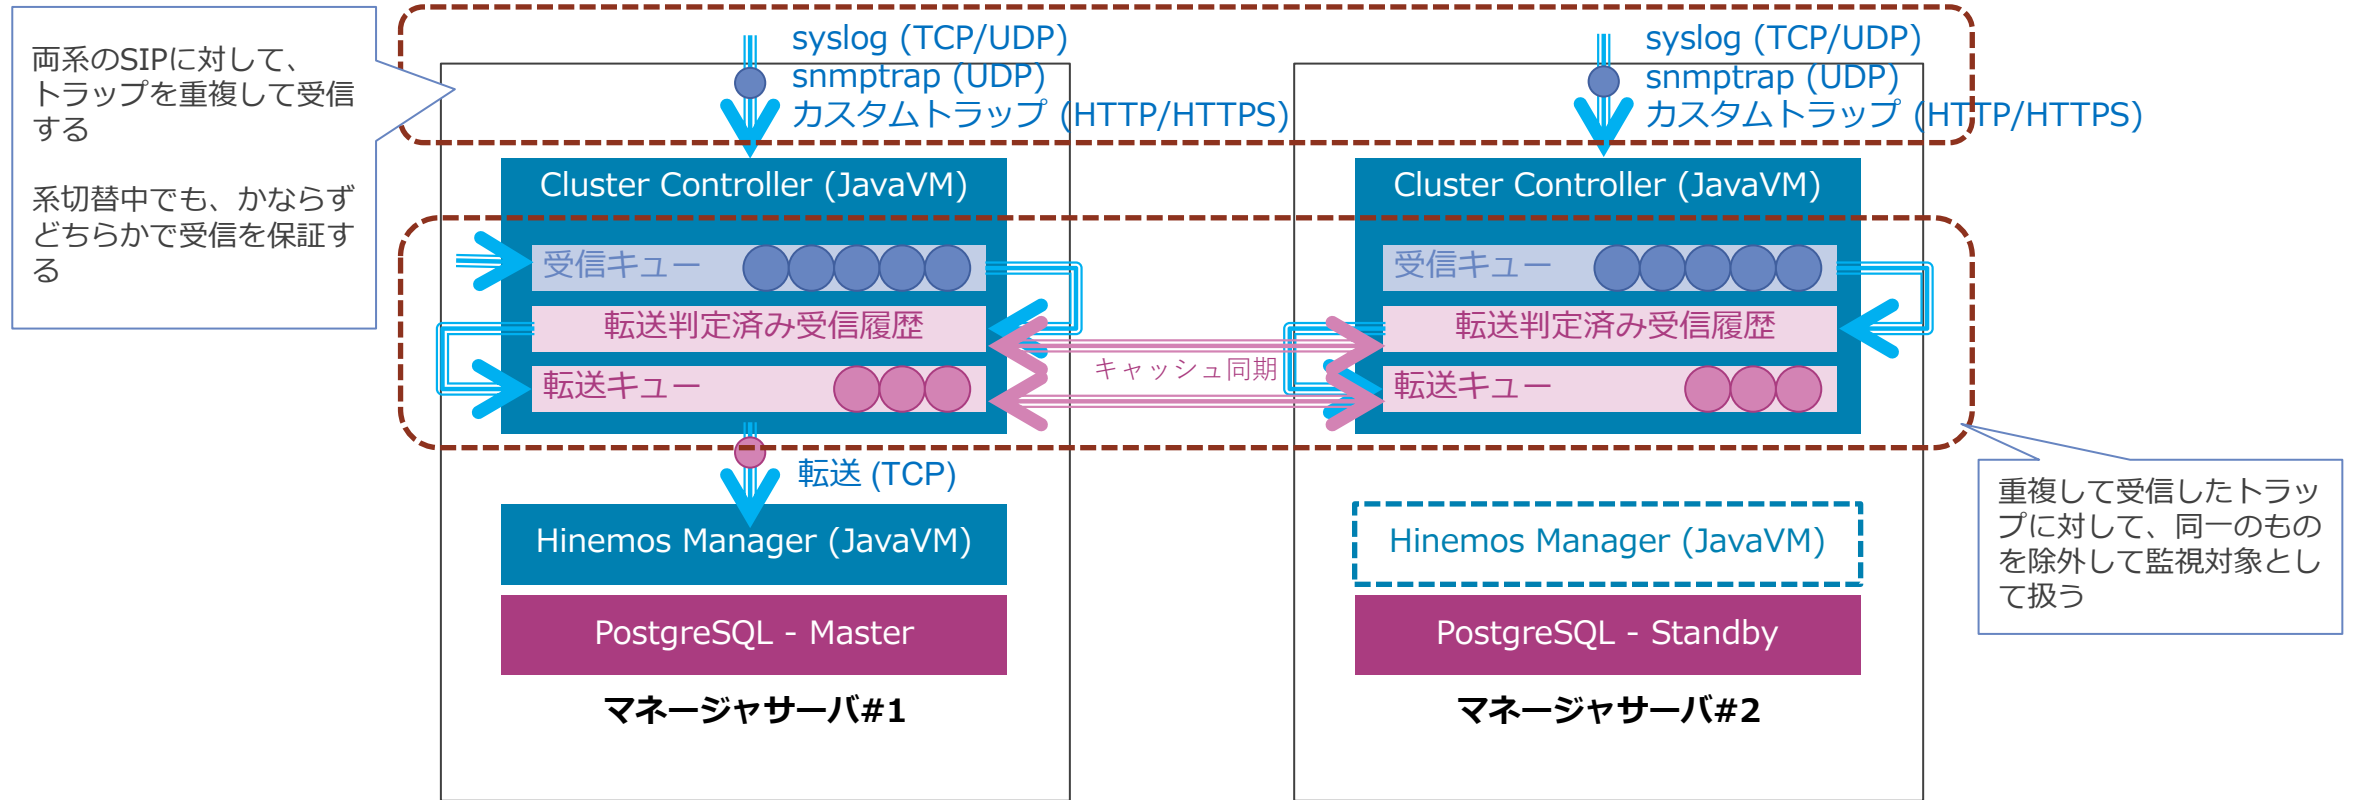 両系のSIPに対して、
トラップを重複して受信
する
系切替中でも、かならず
どちらかで受信を保証す
る
syslog (TCP/UDP)
snmptrap (UDP)
カスタムトラップ (HTTP/HTTPS)
Cluster Controller (JavaVM)
受信キュー
転送判定済み受信履歴
転送キュー
転送 (TCP)
Hinemos Manager (JavaVM)
PostgreSQL - Master
マネージャサーバ#1
キャッシュ同期
syslog (TCP/UDP)
snmptrap (UDP)
カスタムトラップ (HTTP/HTTPS)
Cluster Controller (JavaVM)
受信キュー
転送判定済み受信履歴
転送キュー
Hinemos Manager (JavaVM)
PostgreSQL - Standby
マネージャサーバ#2
重複して受信したトラッ
プに対して、同一のもの
を除外して監視対象とし
て扱う